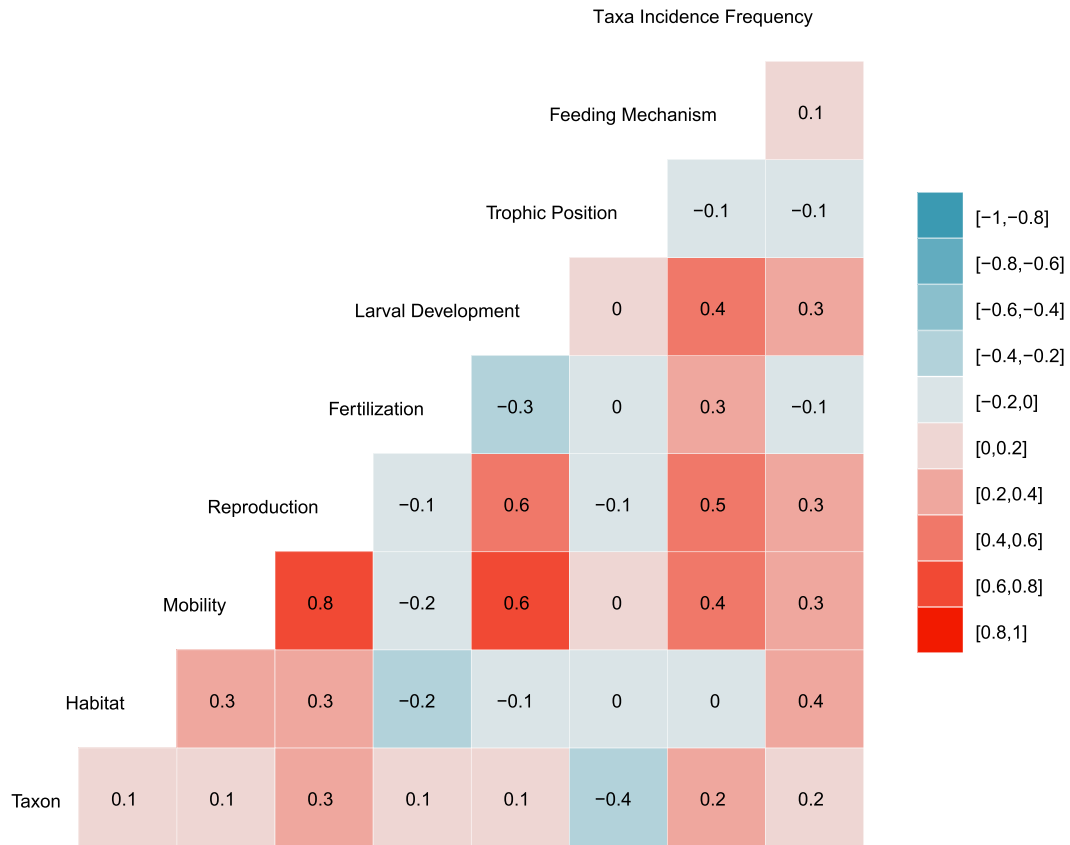 Taxa Incidence Frequency
Feeding Mechanism 0.1
Trophic Position −0.1 −0.1
Larval Development 0 0.4 0.3
Fertilization −0.3 0 0.3 −0.1
Reproduction −0.1 0.6 −0.1 0.5 0.3
Mobility 0.8 −0.2 0.6 0 0.4 0.3
Habitat 0.3 0.3 −0.2 −0.1 0 0 0.4
Taxon 0.1 0.1 0.3 0.1 0.1 −0.4 0.2 0.2
[−1,−0.8]
[−0.8,−0.6]
[−0.6,−0.4]
[−0.4,−0.2]
[−0.2,0]
[0,0.2]
[0.2,0.4]
[0.4,0.6]
[0.6,0.8]
[0.8,1]